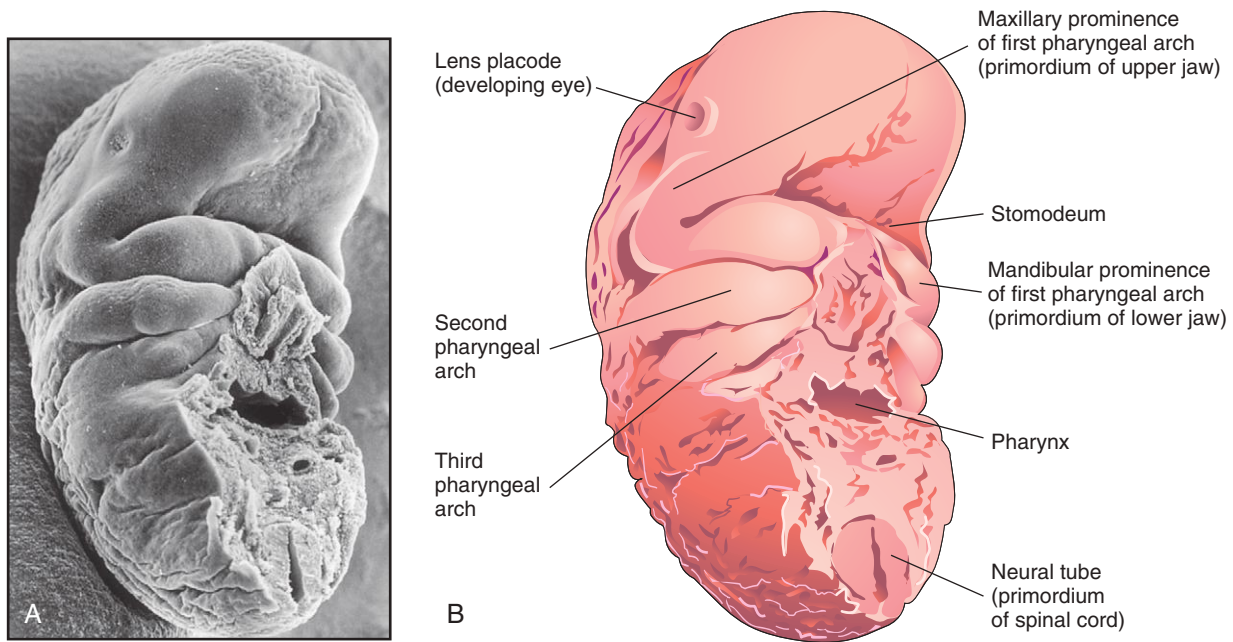 Lens placode
(developing eye)
Maxillary prominence
of first pharyngeal arch
(primordium of upper jaw)
Stomodeum
Mandibular prominence
of first pharyngeal arch
(primordium of lower jaw)
Second
pharyngeal
arch
Pharynx
Third
pharyngeal
arch
Neural tube
(primordium
of spinal cord)
A
B